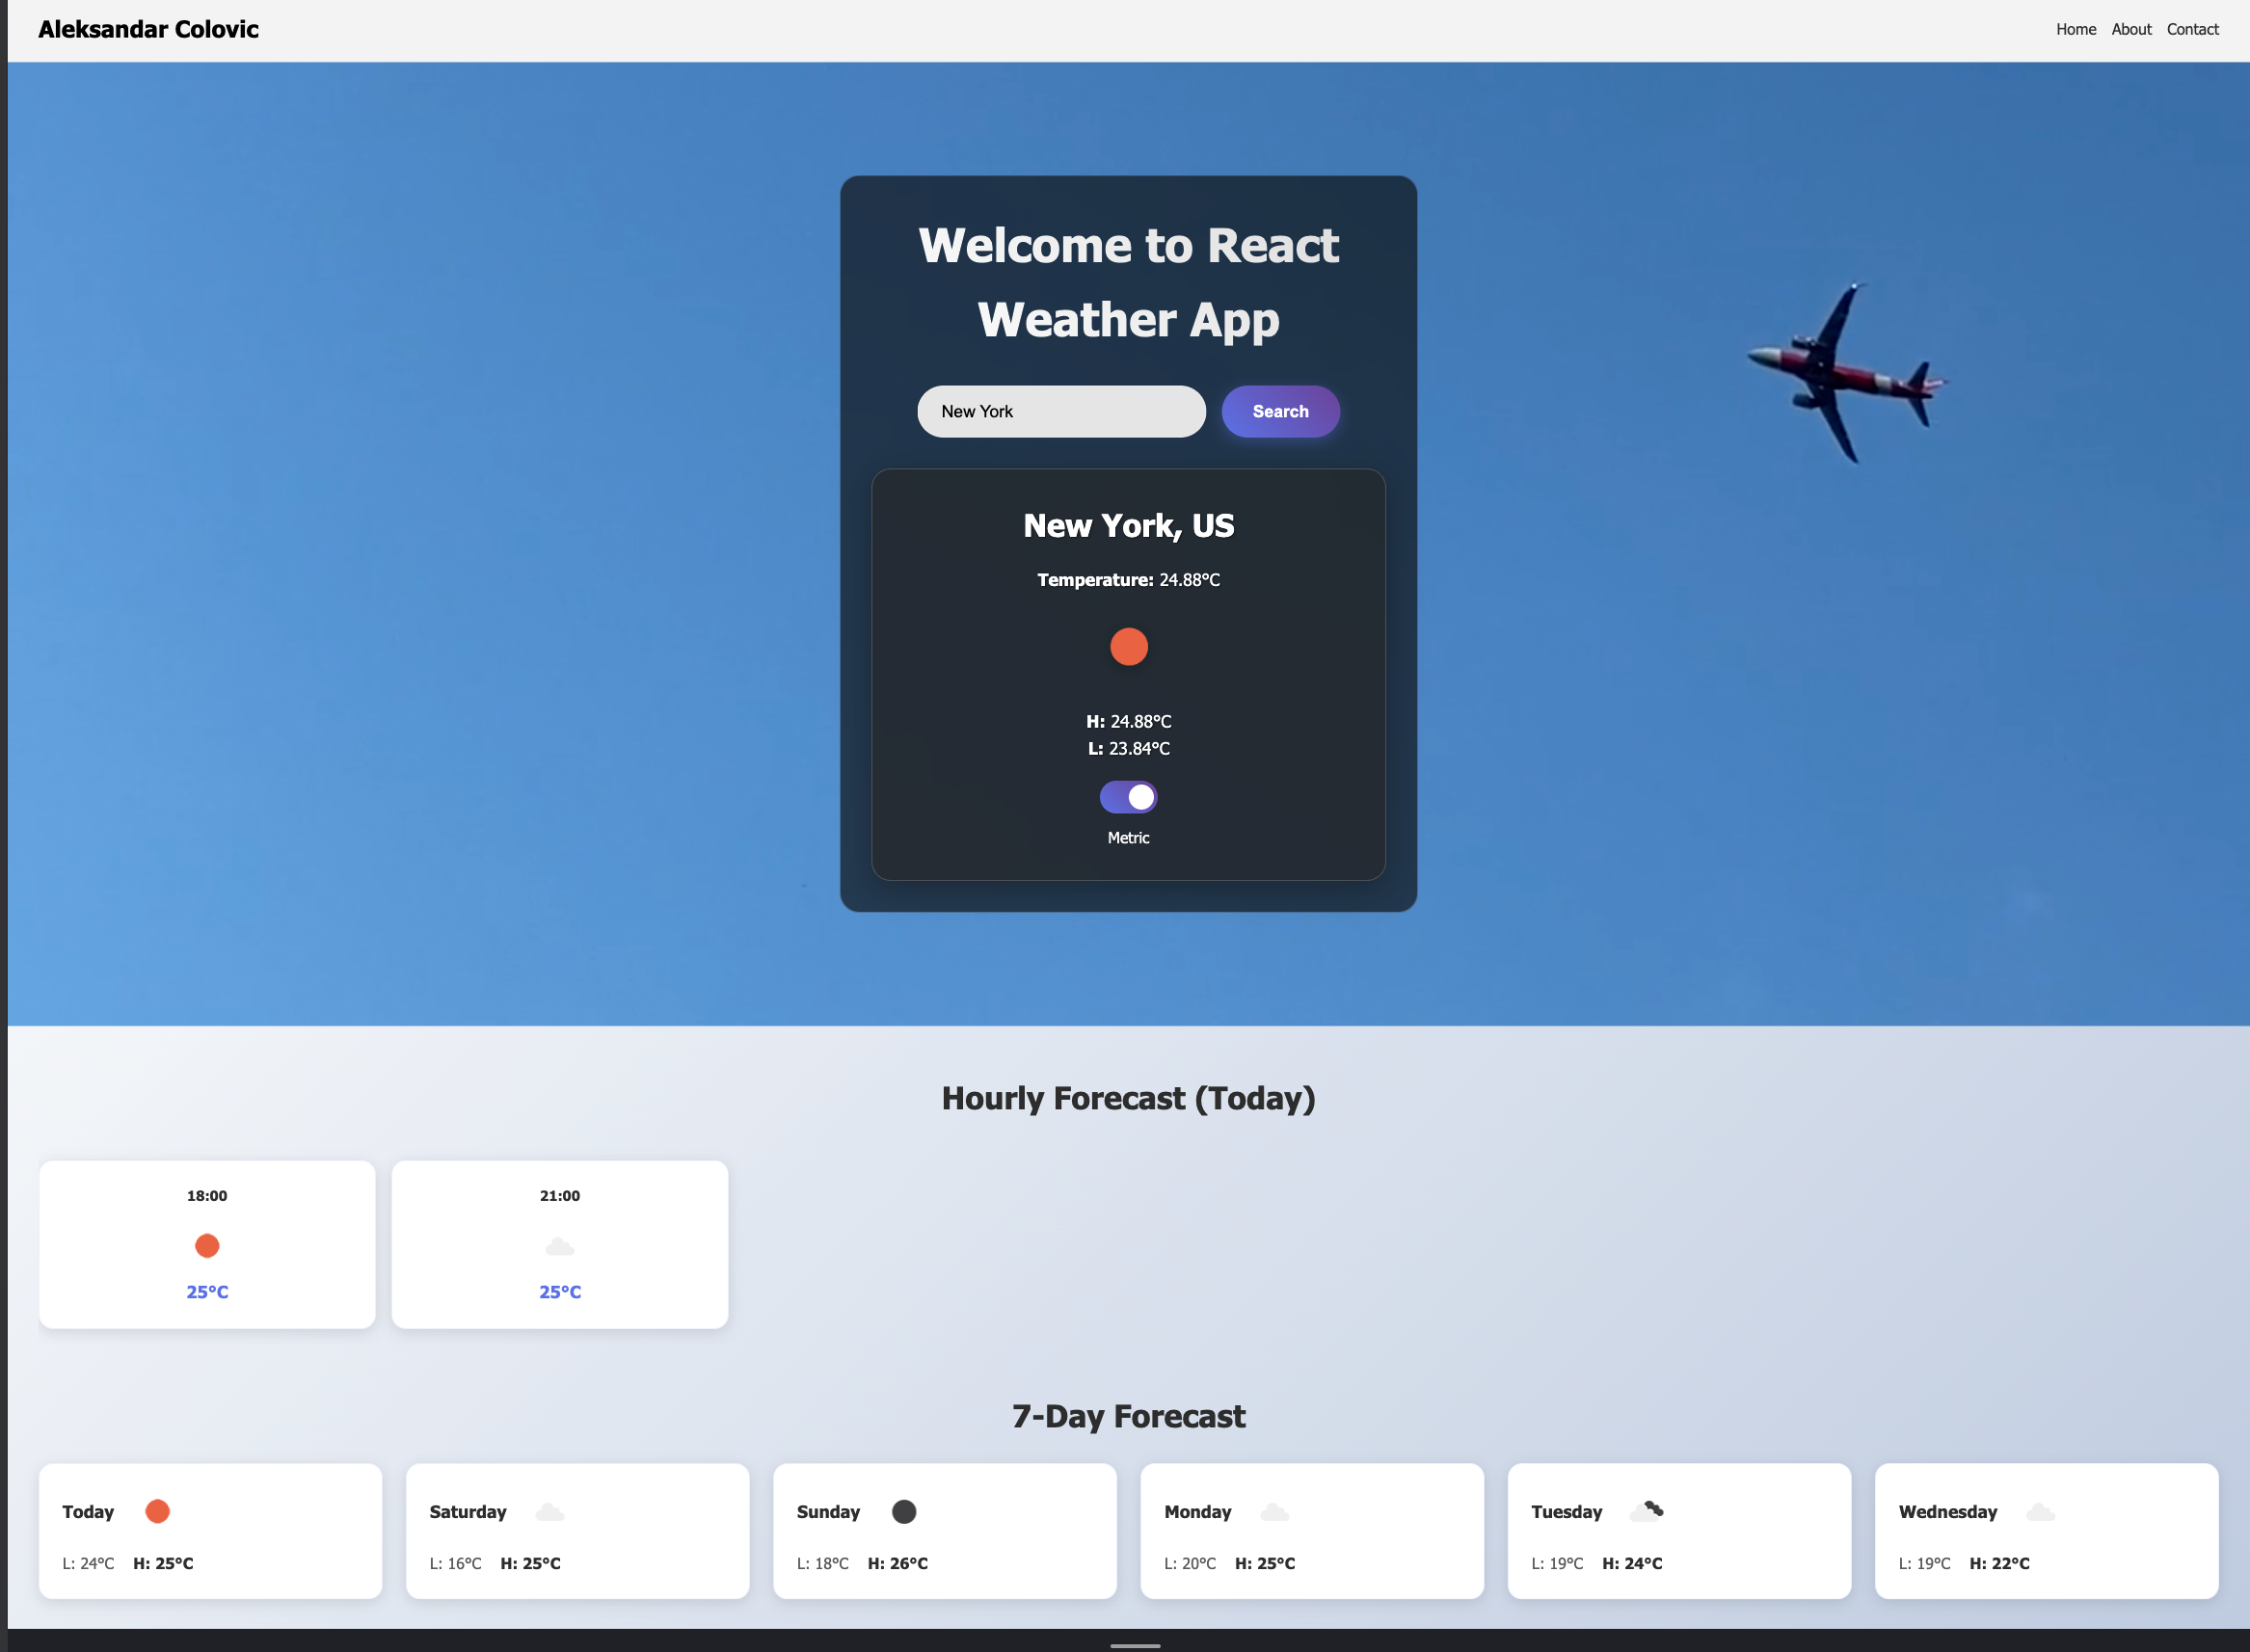 Aleksandar Colovic
Home About Contact
Welcome to React
Weather App
New York Search
New York, US
Temperature: 24.88°C
H: 24.88°C
L: 23.84°C
Metric
Hourly Forecast (Today)
18:00 21:00
25°C 25°C
7-Day Forecast
Today Saturday Sunday Monday Tuesday Wednesday
L: 24°C H: 25°C L: 16°C H: 25°C L: 18°C H: 26°C L: 20°C H: 25°C L: 19°C H: 24°C L: 19°C H: 22°C